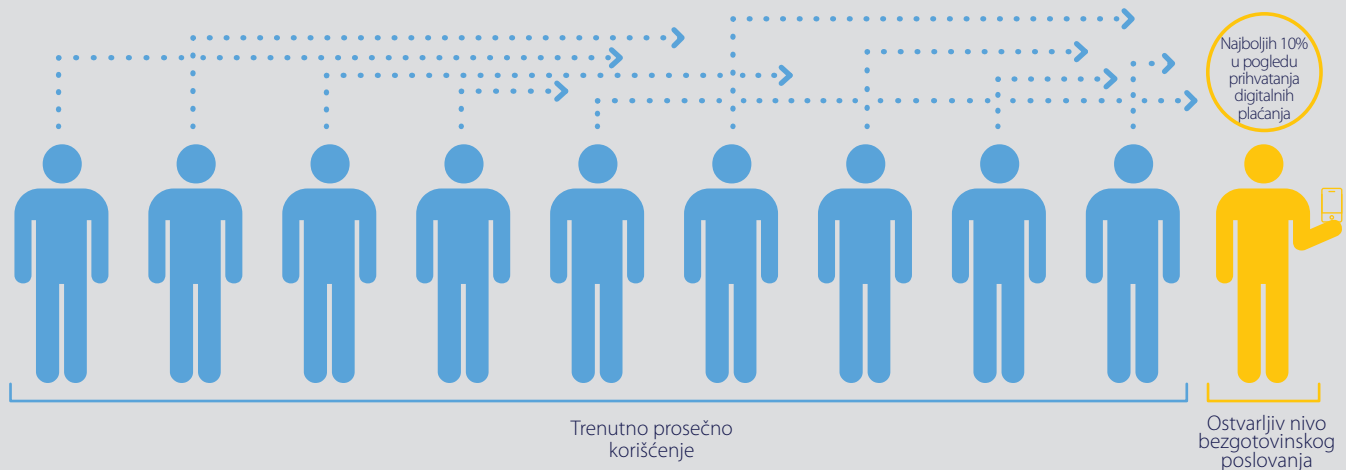 Najboljih 10%
u pogledu
prihvatanja
digitalnih
plaćanja
Trenutno prosečno
korišćenje
Ostvarljiv nivo
bezgotovinskog
poslovanja